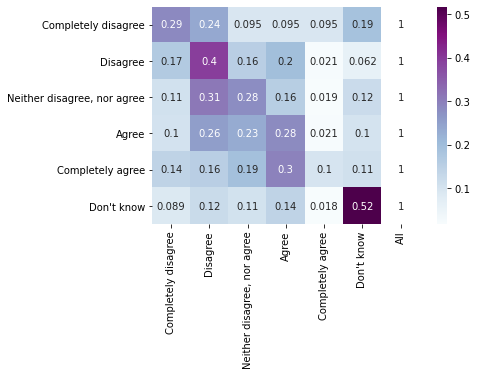 Completely disagree 0.29 0.24 0.095 0.095 0.095 0.19 1
Disagree 0.17 0.4 0.16 0.2 0.021 0.062 1
Neither disagree, nor agree 0.11 0.31 0.28 0.16 0.019 0.12 1
Agree 0.1 0.26 0.23 0.28 0.021 0.1 1
Completely agree 0.14 0.16 0.19 0.3 0.1 0.11 1
Don't know 0.089 0.12 0.11 0.14 0.018 0.52 1
Completely disagree
Disagree
Neither disagree, nor agree
Agree
Completely agree
Don't know
All
0.5
0.4
0.3
0.2
0.1